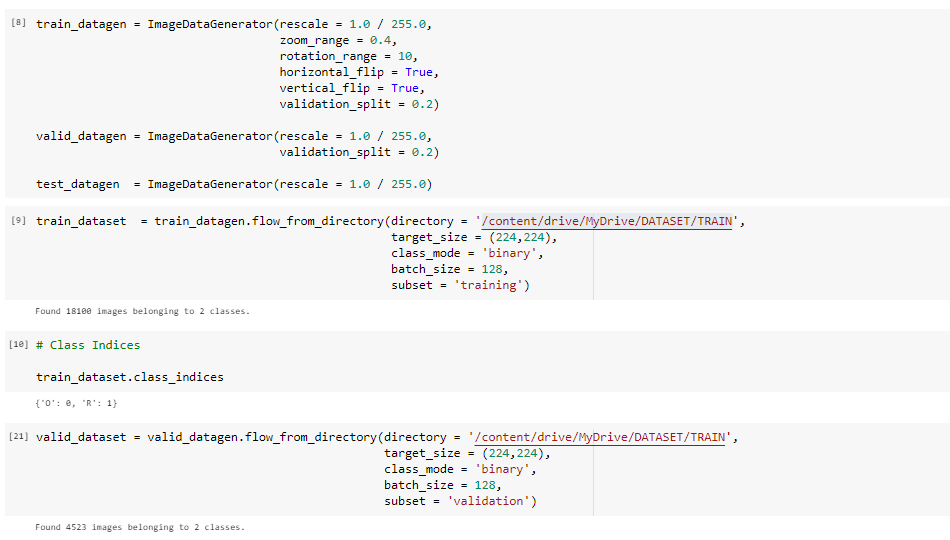 [8] train_datagen = ImageDataGenerator(rescale = 1.0 / 255.0,
zoom_range = 0.4,
rotation_range = 10,
horizontal_flip = True,
vertical_flip = True,
validation_split = 0.2)
valid_datagen = ImageDataGenerator(rescale = 1.0 / 255.0,
validation_split = 0.2)
test_datagen = ImageDataGenerator(rescale = 1.0 / 255.0)
[9] train_dataset = train_datagen.flow_from_directory(directory = '/content/drive/MyDrive/DATASET/TRAIN',
target_size = (224,224),
class_mode = 'binary',
batch_size = 128,
subset = 'training')
Found 18100 images belonging to 2 classes.
[10] # Class Indices
train_dataset.class_indices
{'O': 0, 'R': 1}
[21] valid_dataset = valid_datagen.flow_from_directory(directory = '/content/drive/MyDrive/DATASET/TRAIN',
target_size = (224,224),
class_mode = 'binary',
batch_size = 128,
subset = 'validation')
Found 4523 images belonging to 2 classes.